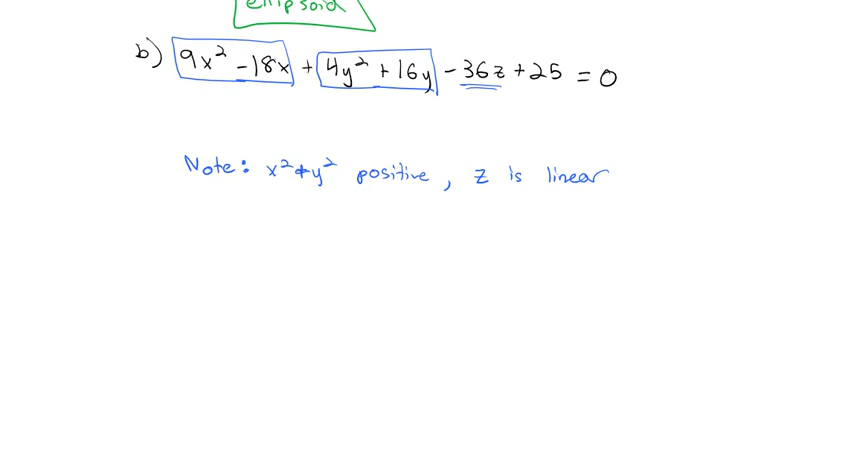 ellipsoid
b) 9x² - 18x + 4y² + 16y - 36z + 25 = 0
Note: x² + y² positive, z is linear